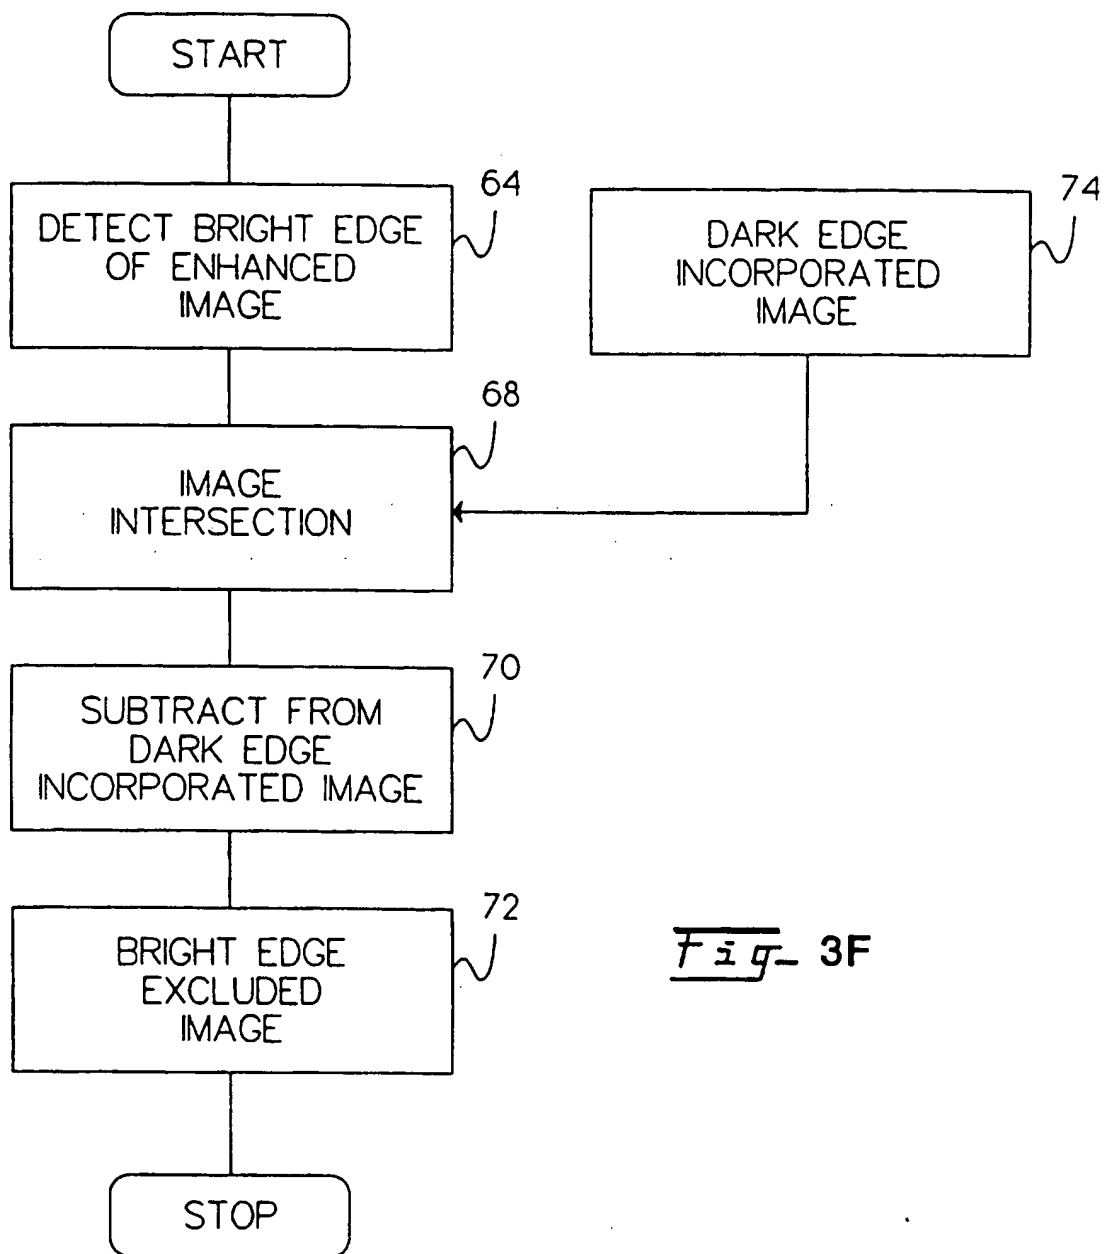 START
64
DETECT BRIGHT EDGE
OF ENHANCED
IMAGE
74
DARK EDGE
INCORPORATED
IMAGE
68
IMAGE
INTERSECTION
70
SUBTRACT FROM
DARK EDGE
INCORPORATED IMAGE
72
BRIGHT EDGE
EXCLUDED
IMAGE
Fig_ 3F
STOP